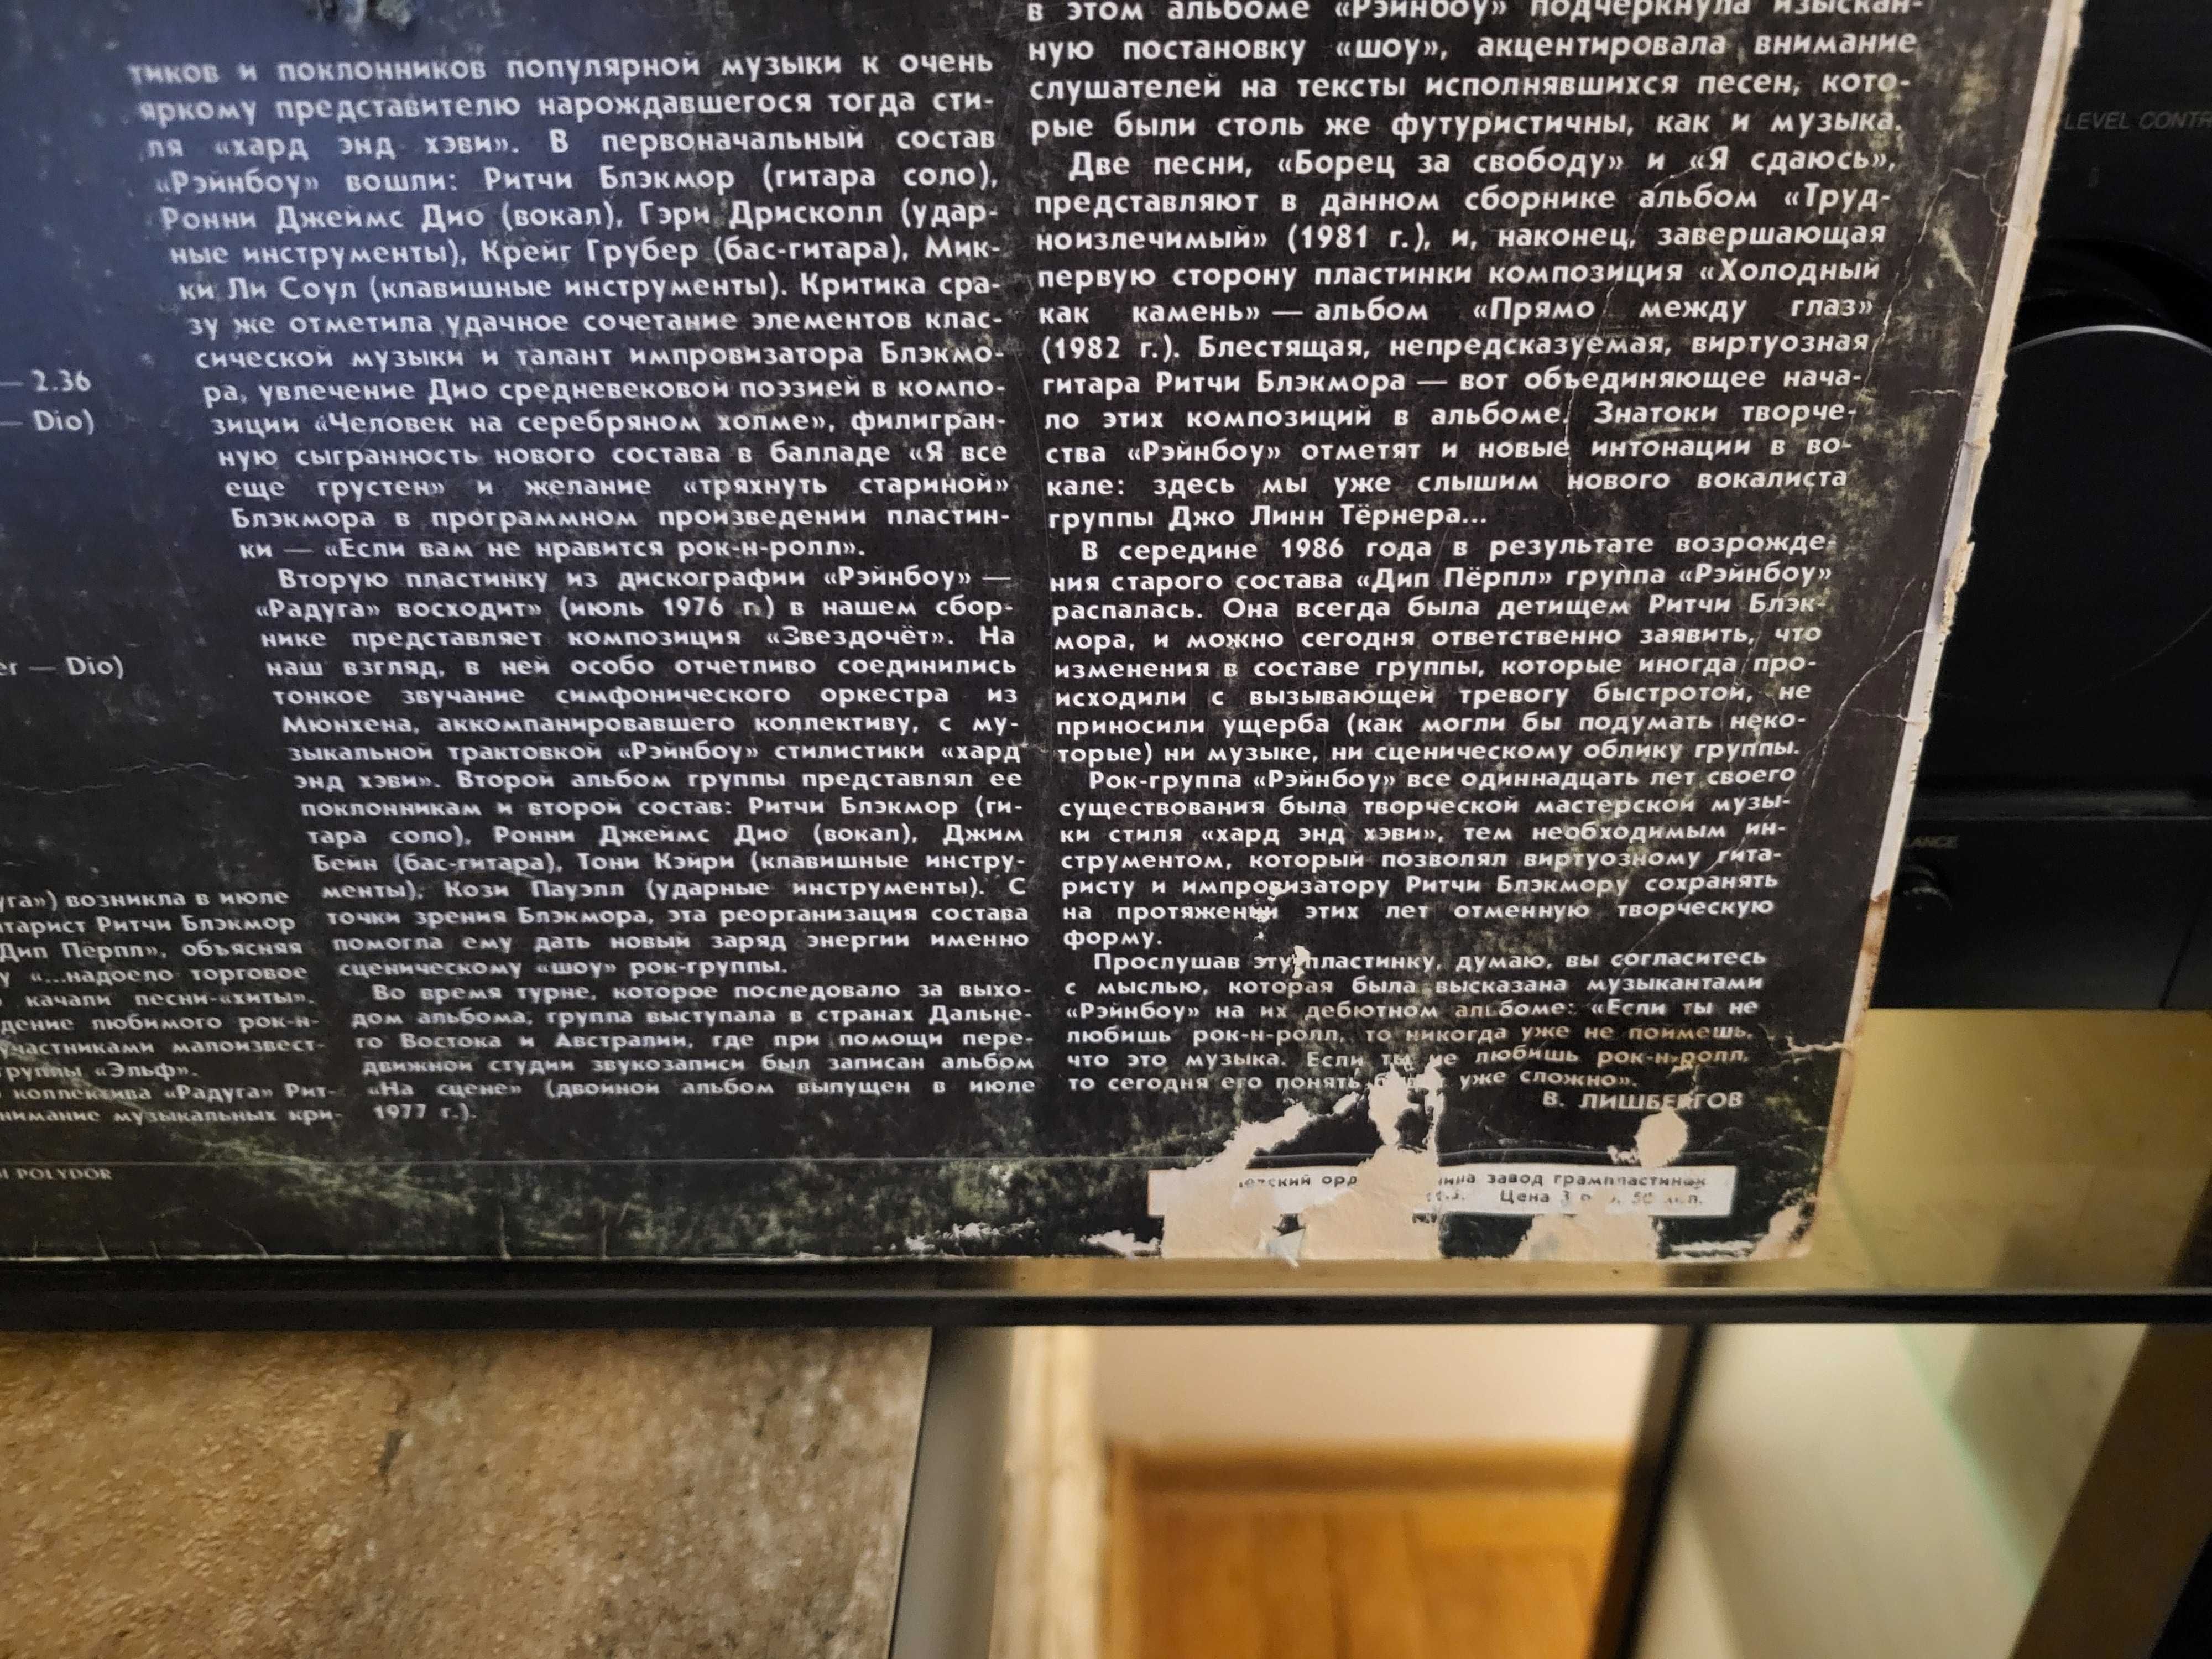 — 2.36
— Dio)
er — Dio)
уга») возникла в июле
тарист Ритчи Блэкмор
Дип Пёрпл», объясняя
у «...надоело торговое
качали песни-«хиты».
дение любимого рок-н-
участниками малоизвест-
группы «Эльф».
коллектива «Радуга» Рит-
нимание музыкальных кри-
POLYDOR
тиков и поклонников популярной музыки к очень
яркому представителю нарождавшегося тогда сти-
ля «хард энд хэви». В первоначальный состав
«Рэйнбоу» вошли: Ритчи Блэкмор (гитара соло),
Ронни Джеймс Дио (вокал), Гэри Дрисколл (удар-
ные инструменты), Крейг Грубер (бас-гитара), Мик-
ки Ли Соул (клавишные инструменты). Критика сра-
зу же отметила удачное сочетание элементов клас-
сической музыки и талант импровизатора Блэкмо-
ра, увлечение Дио средневековой поэзией в компо-
зиции «Человек на серебряном холме», филигран-
ную сыгранность нового состава в балладе «Я все
еще грустен» и желание «тряхнуть стариной»
Блэкмора в программном произведении пластин-
ки — «Если вам не нравится рок-н-ролл».
Вторую пластинку из дискографии «Рэйнбоу» —
«Радуга» восходит» (июль 1976 г.) в нашем сбор-
нике представляет композиция «Звездочёт». На
наш взгляд, в ней особо отчетливо соединились
тонкое звучание симфонического оркестра из
Мюнхена, аккомпанировавшего коллективу, с му-
зыкальной трактовкой «Рэйнбоу» стилистики «хард
энд хэви». Второй альбом группы представлял ее
поклонникам и второй состав: Ритчи Блэкмор (ги-
тара соло), Ронни Джеймс Дио (вокал), Джим
Бейн (бас-гитара), Тони Кэйри (клавишные инстру-
менты), Кози Пауэлл (ударные инструменты). С
точки зрения Блэкмора, эта реорганизация состава
помогла ему дать новый заряд энергии именно
сценическому «шоу» рок-группы.
Во время турне, которое последовало за выхо-
дом альбома, группа выступала в странах Дальне-
го Востока и Австралии, где при помощи пере-
движной студии звукозаписи был записан альбом
«На сцене» (двойной альбом выпущен в июле
1977 г.).
в этом альбоме «Рэйнбоу» подчеркнула изыскан-
ную постановку «шоу», акцентировала внимание
слушателей на тексты исполнявшихся песен, кото-
рые были столь же футуристичны, как и музыка.
Две песни, «Борец за свободу» и «Я сдаюсь»,
представляют в данном сборнике альбом «Труд-
ноизлечимый» (1981 г.), и, наконец, завершающая
первую сторону пластинки композиция «Холодный
как камень» — альбом «Прямо между глаз»
(1982 г.). Блестящая, непредсказуемая, виртуозная
гитара Ритчи Блэкмора — вот объединяющее нача-
ло этих композиций в альбоме. Знатоки творче-
ства «Рэйнбоу» отметят и новые интонации в во-
кале: здесь мы уже слышим нового вокалиста
группы Джо Линн Тёрнера...
В середине 1986 года в результате возрожде-
ния старого состава «Дип Пёрпл» группа «Рэйнбоу»
распалась. Она всегда была детищем Ритчи Блэк-
мора, и можно сегодня ответственно заявить, что
изменения в составе группы, которые иногда про-
исходили с вызывающей тревогу быстротой, не
приносили ущерба (как могли бы подумать неко-
торые) ни музыке, ни сценическому облику группы.
Рок-группа «Рэйнбоу» все одиннадцать лет своего
существования была творческой мастерской музы-
ки стиля «хард энд хэви», тем необходимым ин-
струментом, который позволял виртуозному гита-
ристу и импровизатору Ритчи Блэкмору сохранять
на протяжении этих лет отменную творческую
форму.
Прослушав эту пластинку, думаю, вы согласитесь
с мыслью, которая была высказана музыкантами
«Рэйнбоу» на их дебютном альбоме: «Если ты не
любишь рок-н-ролл, то никогда уже не поймешь,
что это музыка. Если ты не любишь рок-н-ролл,
то сегодня его понять уже сложно».
В. ЛИШБЕРГОВ
завод грампластинок
Цена 3
LEVEL CONTR
LANCE